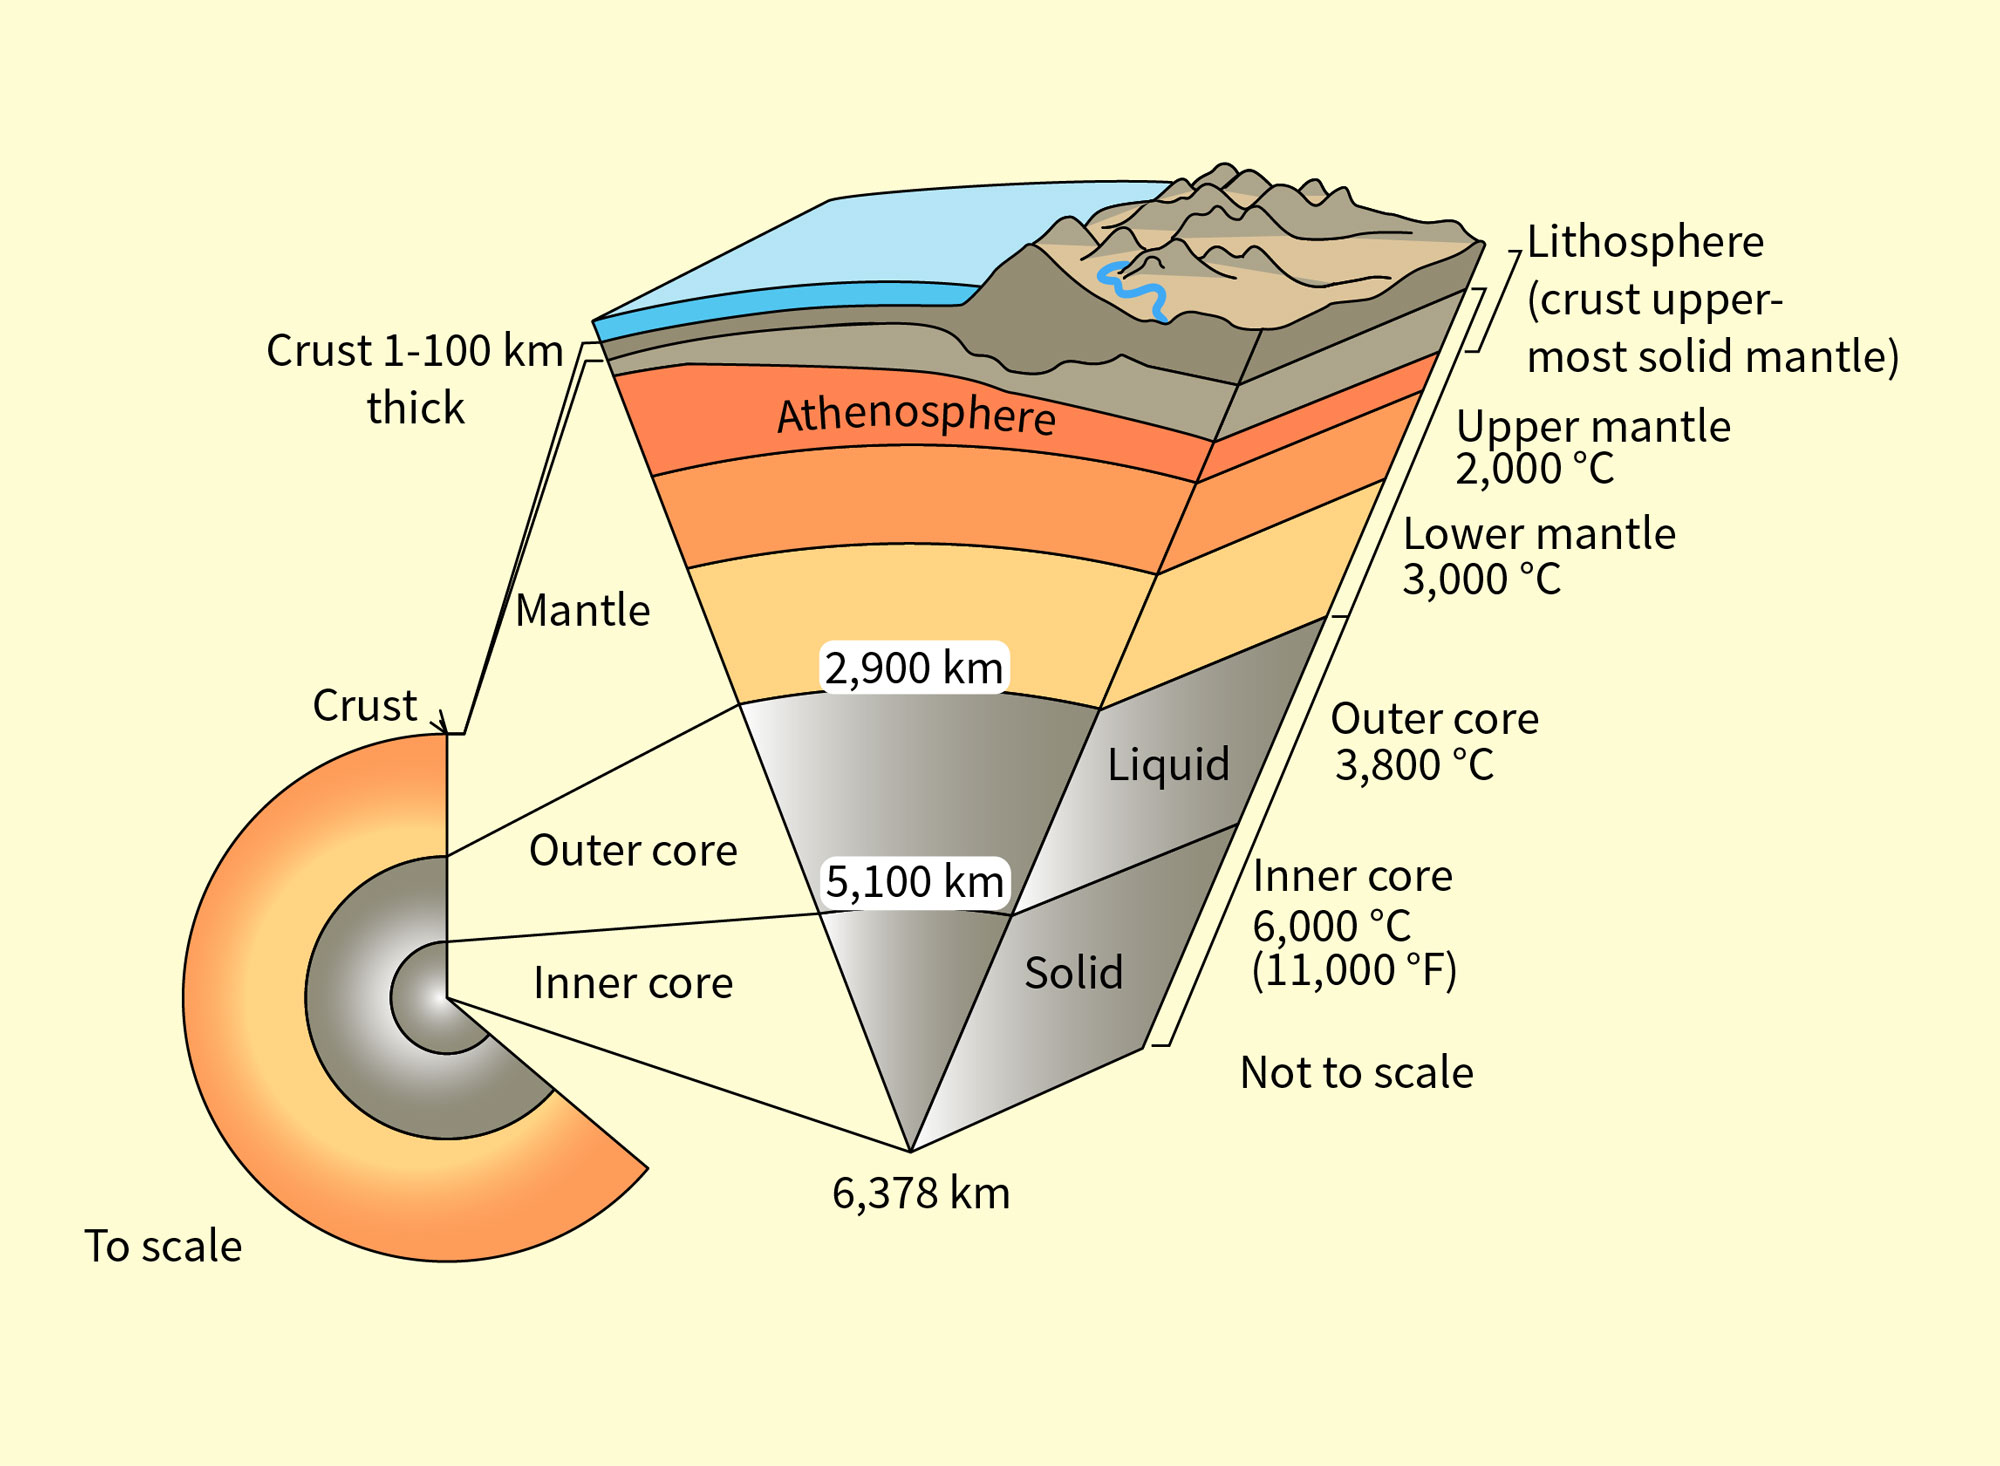 Lithosphere
(crust upper-
most solid mantle)
Crust 1-100 km
thick
Athenosphere
Upper mantle
2,000 °C
Lower mantle
3,000 °C
Mantle
2,900 km
Crust
Outer core
3,800 °C
Liquid
Outer core
5,100 km
Inner core
6,000 °C
(11,000 °F)
Inner core
Solid
Not to scale
6,378 km
To scale